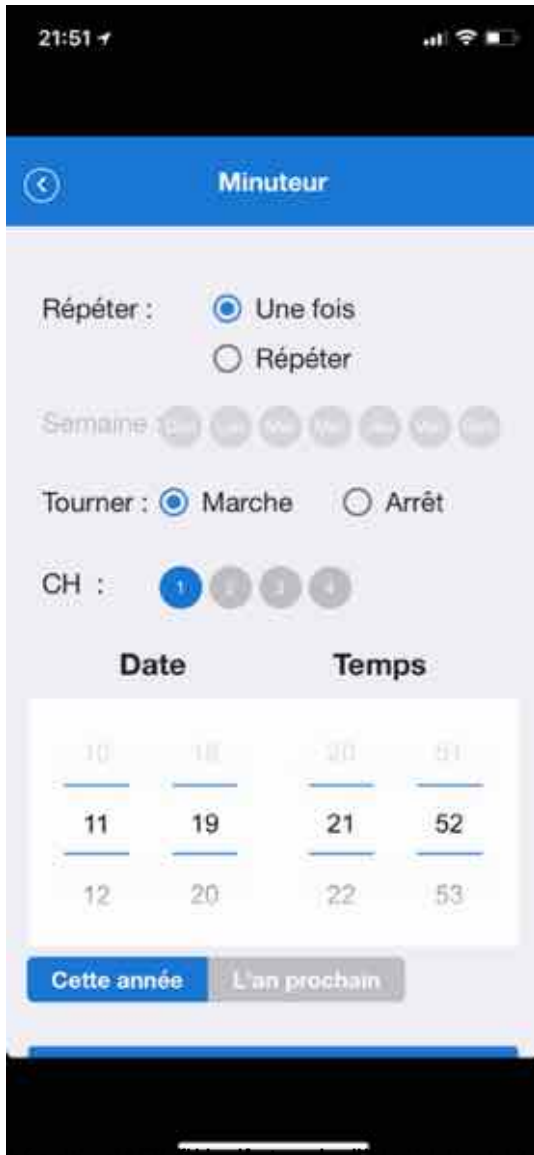 21:51
Minuteur
Répéter : Une fois
Répéter
Semaine :
Tourner : Marche Arrêt
CH : 1 2 3 4
Date Temps
10 18 20 51
11 19 21 52
12 20 22 53
Cette année L'an prochain